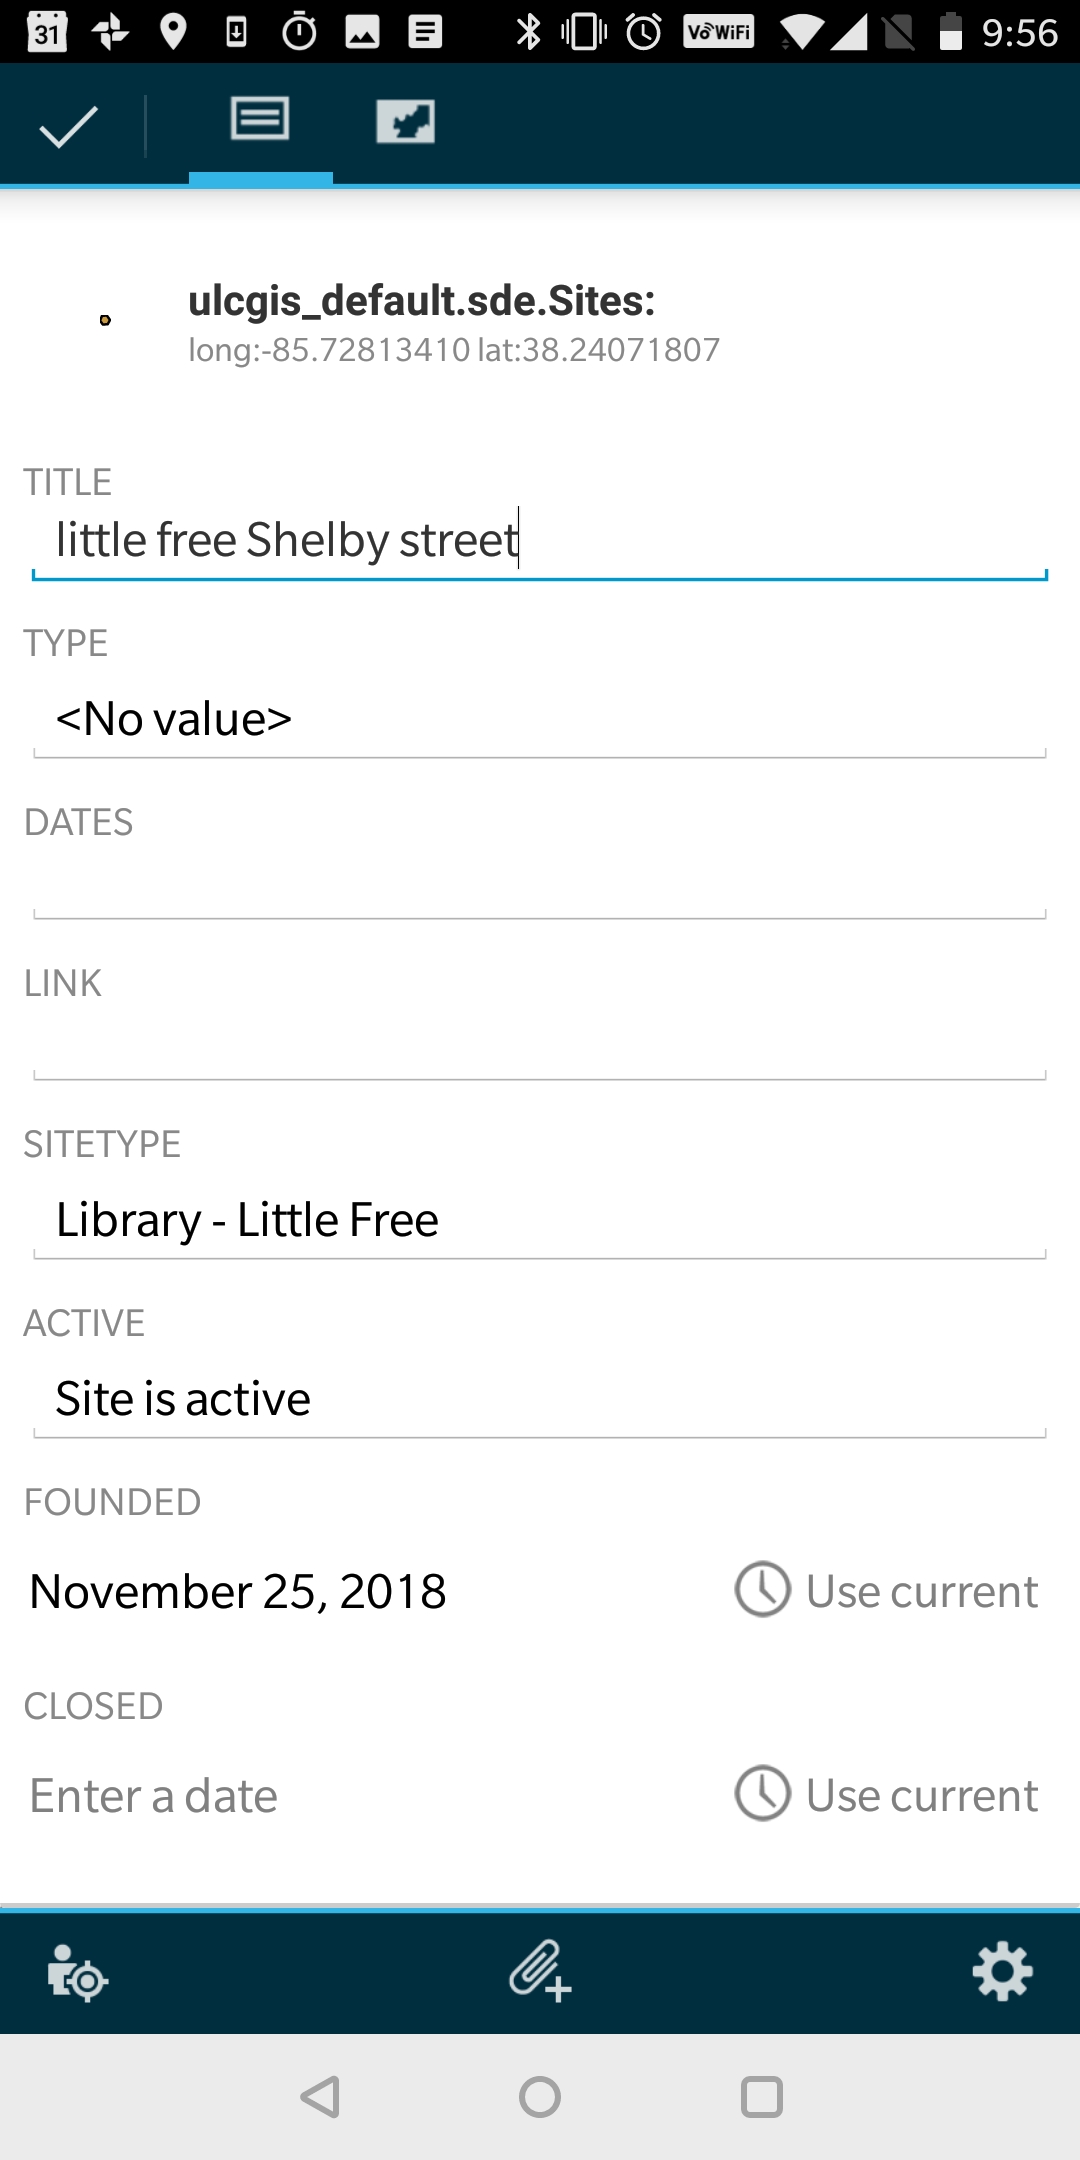 31 VoWiFi 9:56
ulcgis_default.sde.Sites:
long:-85.72813410 lat:38.24071807
TITLE
little free Shelby street
TYPE
<No value>
DATES
LINK
SITETYPE
Library - Little Free
ACTIVE
Site is active
FOUNDED
November 25, 2018 Use current
CLOSED
Enter a date Use current